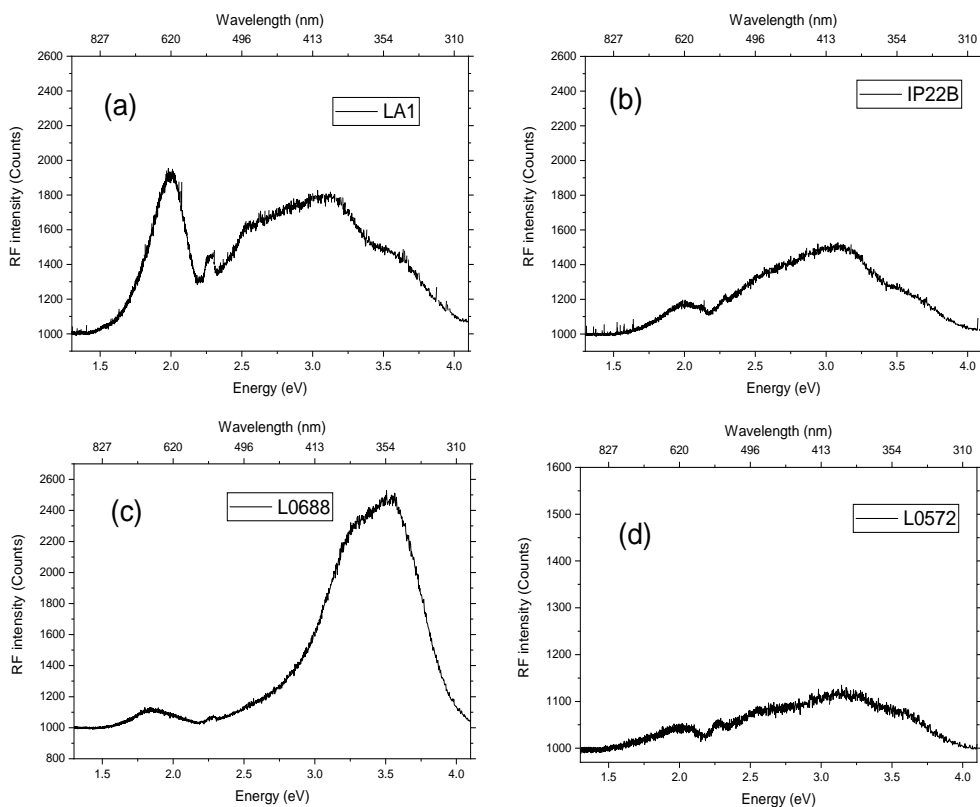 Wavelength (nm)
827 620 496 413 354 310
2600
2400
2200
2000
1800
1600
1400
1200
1000
RF intensity (Counts)
(a)
LA1
1.5 2.0 2.5 3.0 3.5 4.0
Energy (eV)
Wavelength (nm)
827 620 496 413 354 310
2600
2400
2200
2000
1800
1600
1400
1200
1000
RF intensity (Counts)
(b)
IP22B
1.5 2.0 2.5 3.0 3.5 4.0
Energy (eV)
Wavelength (nm)
827 620 496 413 354 310
2600
2400
2200
2000
1800
1600
1400
1200
1000
800
RF intensity (Counts)
(c)
L0688
1.5 2.0 2.5 3.0 3.5 4.0
Energy (eV)
Wavelength (nm)
827 620 496 413 354 310
1600
1500
1400
1300
1200
1100
1000
RF intensity (Counts)
(d)
L0572
1.5 2.0 2.5 3.0 3.5 4.0
Energy (eV)